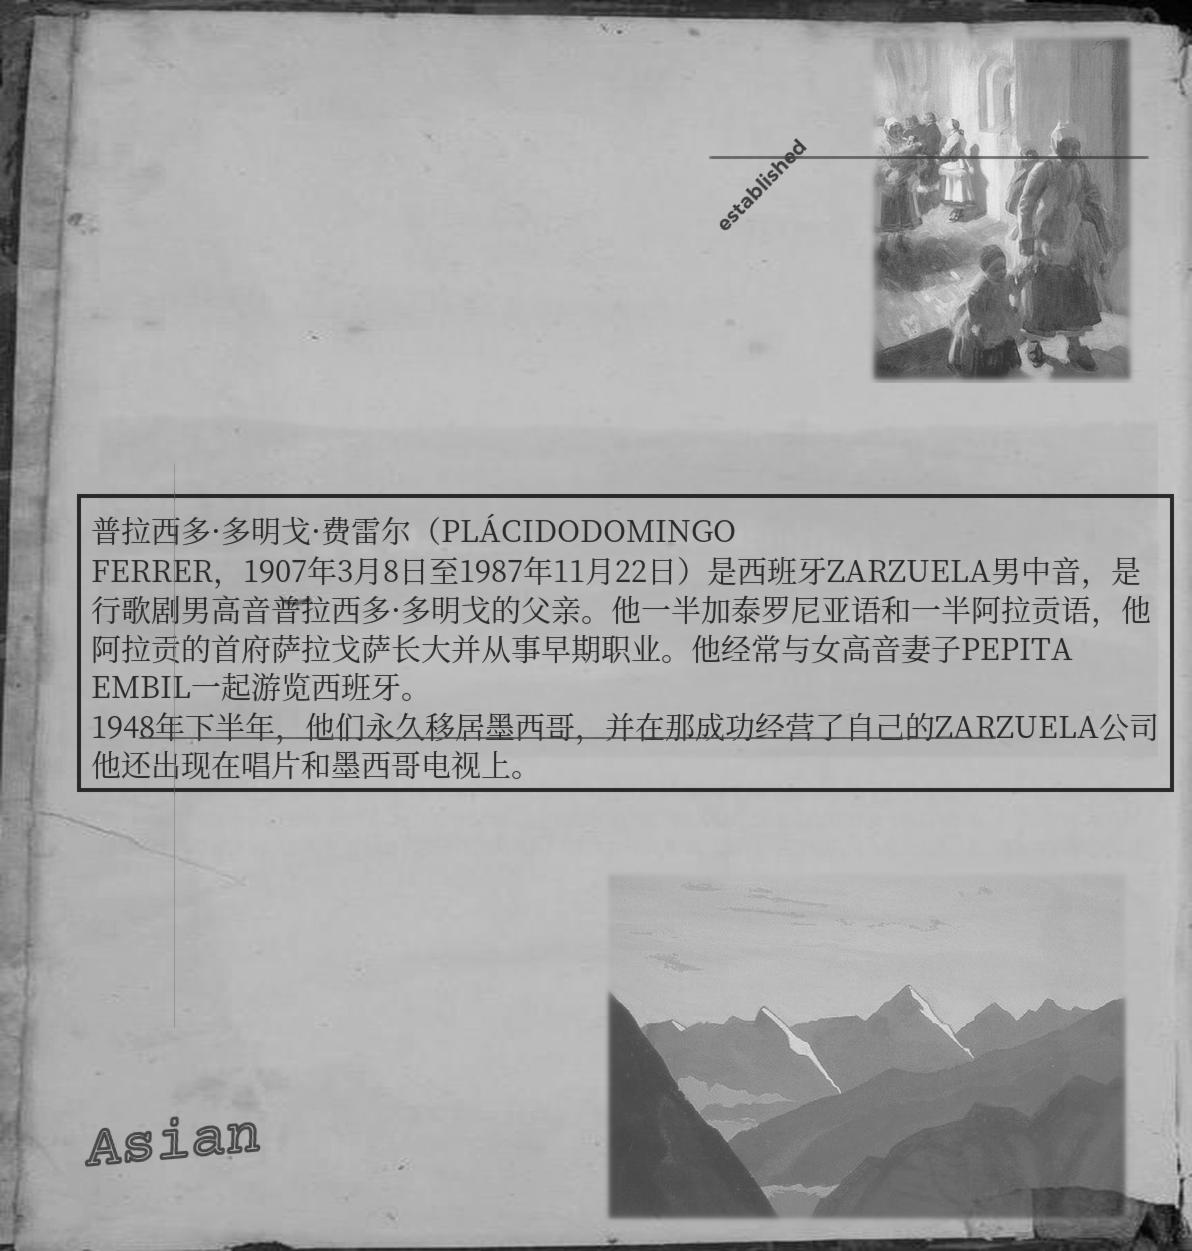 established
普拉西多·多明戈·费雷尔（PLÁCIDODOMINGO
FERRER，1907年3月8日至1987年11月22日）是西班牙ZARZUELA男中音，是
行歌剧男高音普拉西多·多明戈的父亲。他一半加泰罗尼亚语和一半阿拉贡语，他
阿拉贡的首府萨拉戈萨长大并从事早期职业。他经常与女高音妻子PEPITA
EMBIL一起游览西班牙。
1948年下半年，他们永久移居墨西哥，并在那成功经营了自己的ZARZUELA公司
他还出现在唱片和墨西哥电视上。
Asian